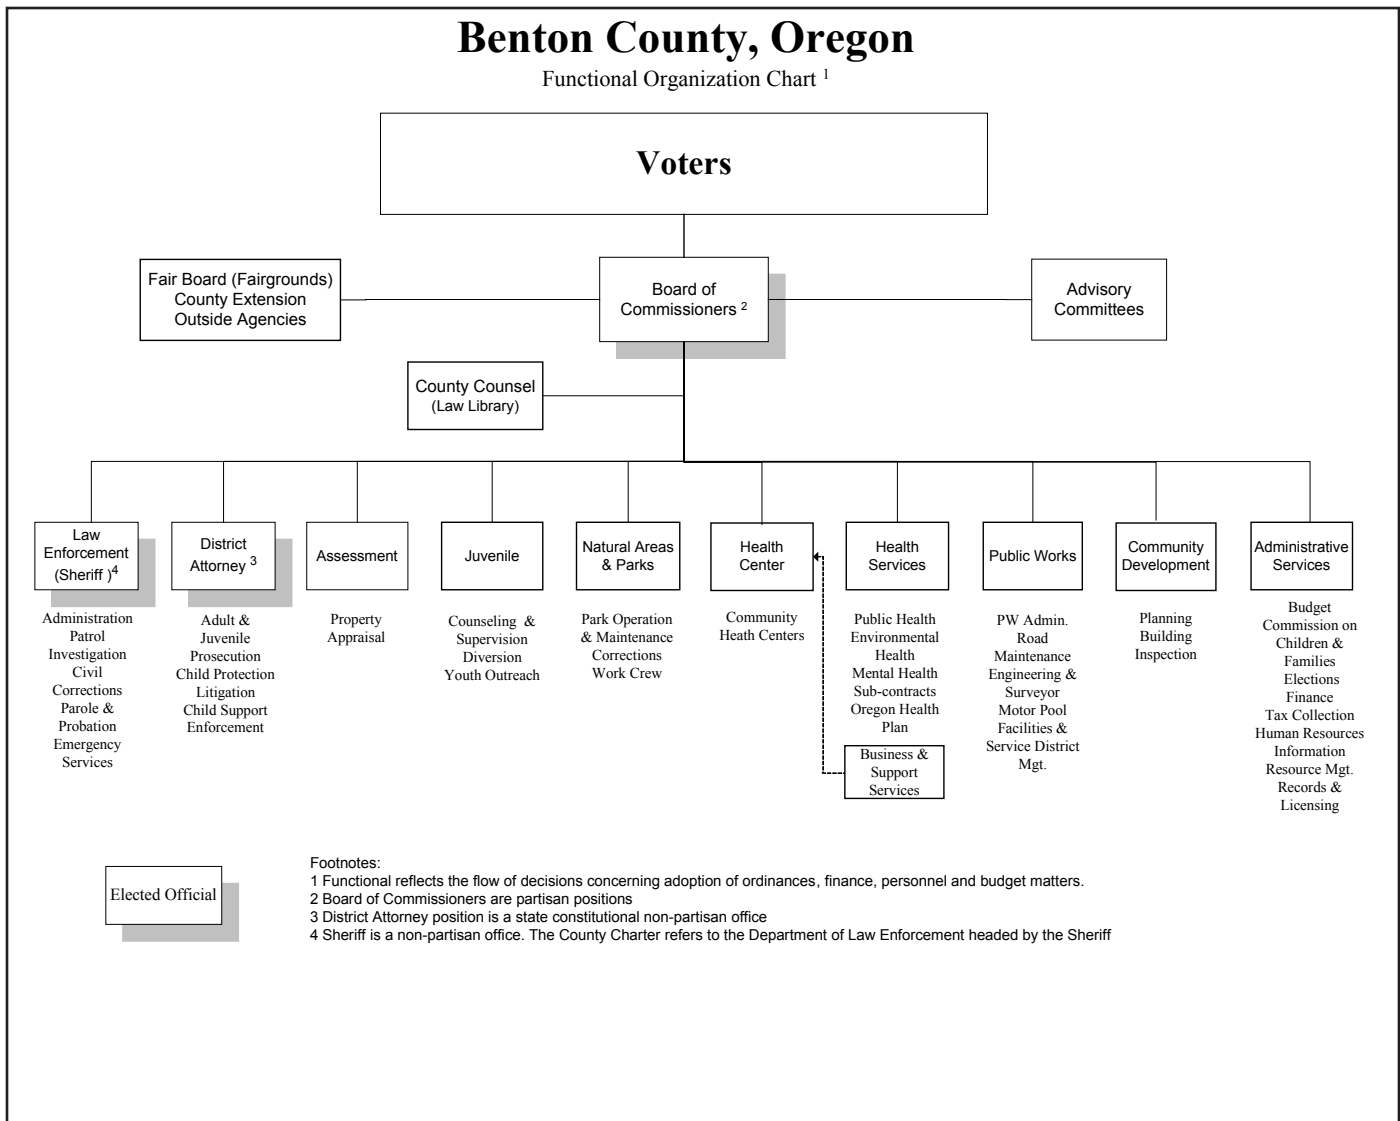 Benton County, Oregon
Functional Organization Chart 1
Voters
Fair Board (Fairgrounds)
County Extension
Outside Agencies
Board of
Commissioners 2
Advisory
Committees
County Counsel
(Law Library)
Law
Enforcement
(Sheriff )4
Administration
Patrol
Investigation
Civil
Corrections
Parole &
Probation
Emergency
Services
District
Attorney 3
Adult &
Juvenile
Prosecution
Child Protection
Litigation
Child Support
Enforcement
Assessment
Property
Appraisal
Juvenile
Counseling &
Supervision
Diversion
Youth Outreach
Natural Areas
& Parks
Park Operation
& Maintenance
Corrections
Work Crew
Health
Center
Community
Heath Centers
Health
Services
Public Health
Environmental
Health
Mental Health
Sub-contracts
Oregon Health
Plan
Business &
Support
Services
Public Works
PW Admin.
Road
Maintenance
Engineering &
Surveyor
Motor Pool
Facilities &
Service District
Mgt.
Community
Development
Planning
Building
Inspection
Administrative
Services
Budget
Commission on
Children &
Families
Elections
Finance
Tax Collection
Human Resources
Information
Resource Mgt.
Records &
Licensing
Elected Official
Footnotes:
1 Functional reflects the flow of decisions concerning adoption of ordinances, finance, personnel and budget matters.
2 Board of Commissioners are partisan positions
3 District Attorney position is a state constitutional non-partisan office
4 Sheriff is a non-partisan office. The County Charter refers to the Department of Law Enforcement headed by the Sheriff